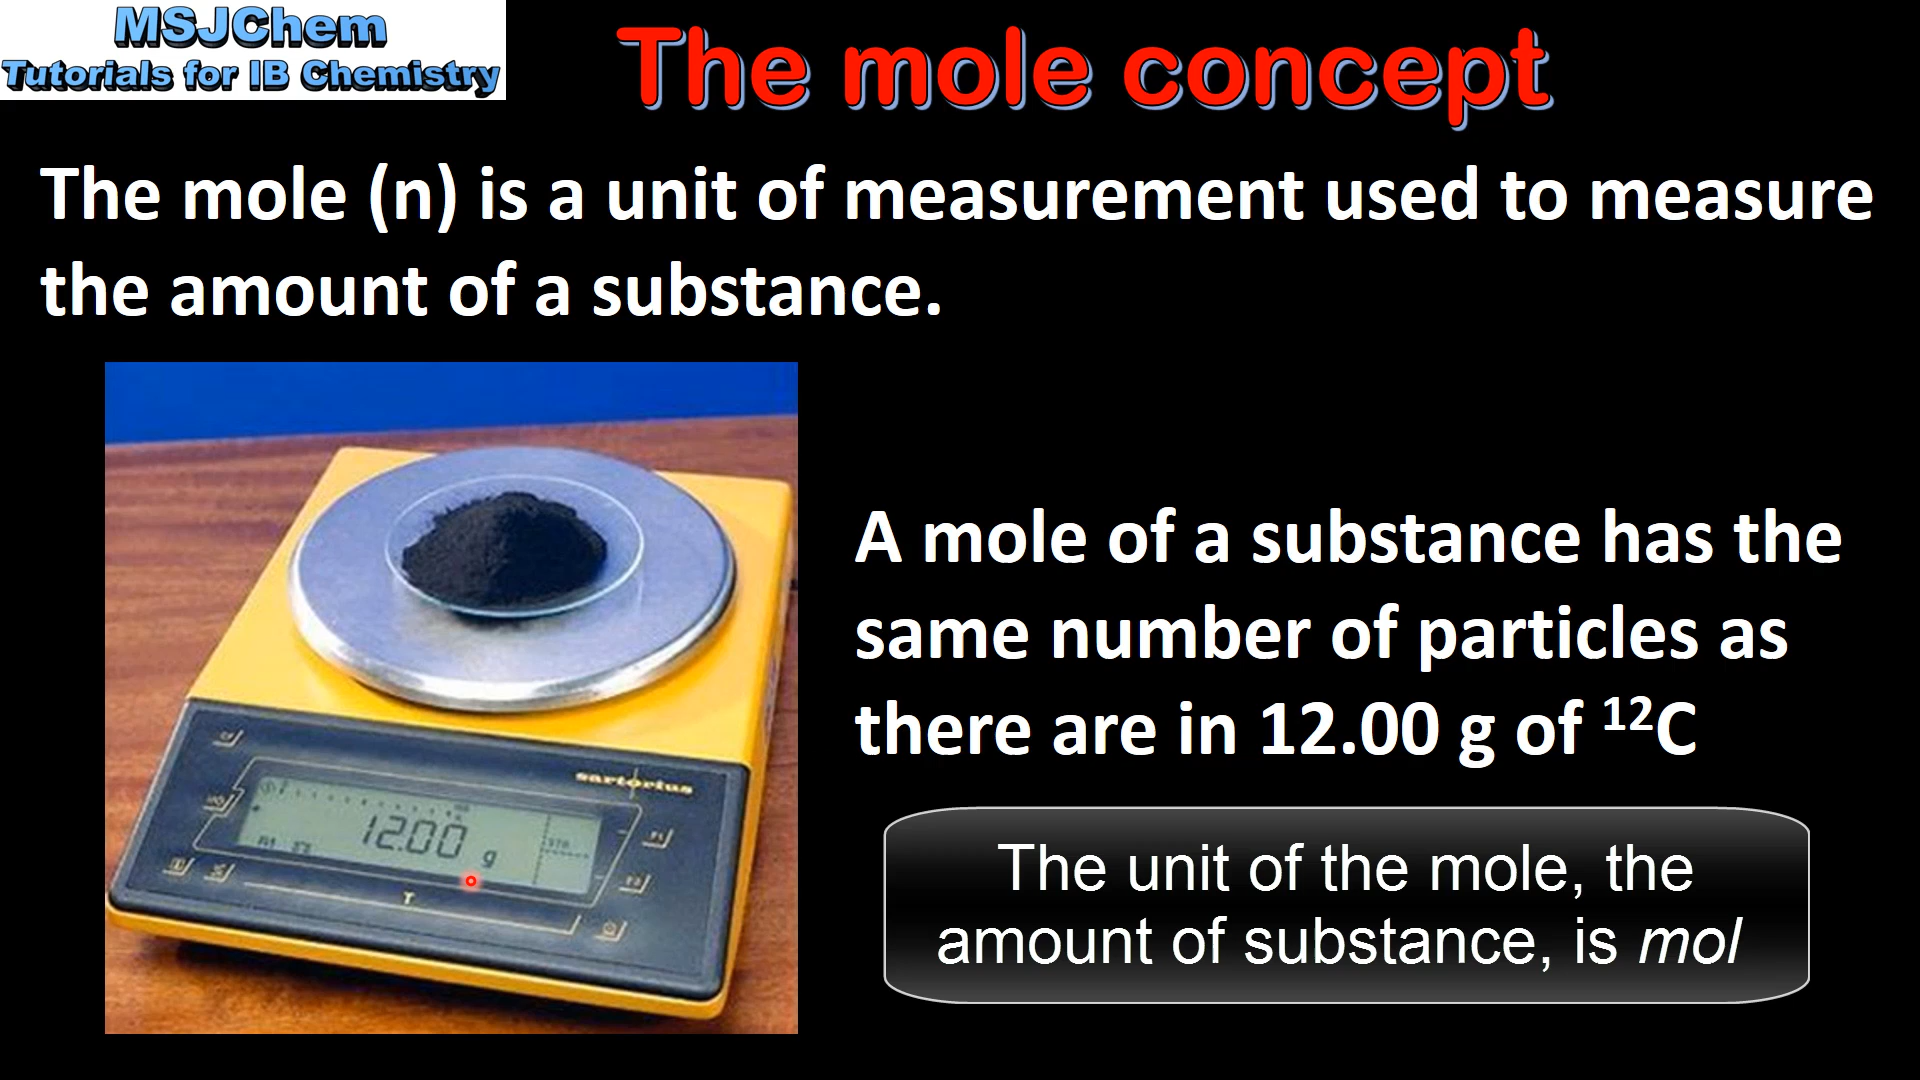 MSJChem
Tutorials for IB Chemistry
The mole concept
The mole (n) is a unit of measurement used to measure
the amount of a substance.
A mole of a substance has the
same number of particles as
there are in 12.00 g of ¹²C
sartorius
12.00 g
T
The unit of the mole, the
amount of substance, is mol